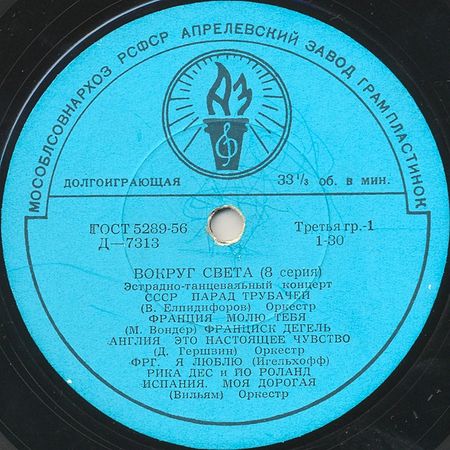 МОСОБЛСОВНАРХОЗ РСФСР АПРЕЛЕВСКИЙ ЗАВОД ГРАМПЛАСТИНОК
АЗ
ДОЛГОИГРАЮЩАЯ 33⅓ об. в мин.
ГОСТ 5289-56 Третья гр.-1
Д—7313 1-80
ВОКРУГ СВЕТА (8 серия)
Эстрадно-танцевальный концерт
СССР ПАРАД ТРУБАЧЕЙ
(В. Елпидифоров) Оркестр
ФРАНЦИЯ МОЛЮ ТЕБЯ
(М. Вондер) ФРАНЦИСК ДЕГЕЛЬ
АНГЛИЯ ЭТО НАСТОЯЩЕЕ ЧУВСТВО
(Д. Гершвин) Оркестр
ФРГ. Я ЛЮБЛЮ (Игельхофф)
РИКА ДЕС и ЙО РОЛАНД
ИСПАНИЯ. МОЯ ДОРОГАЯ
(Вильям) Оркестр